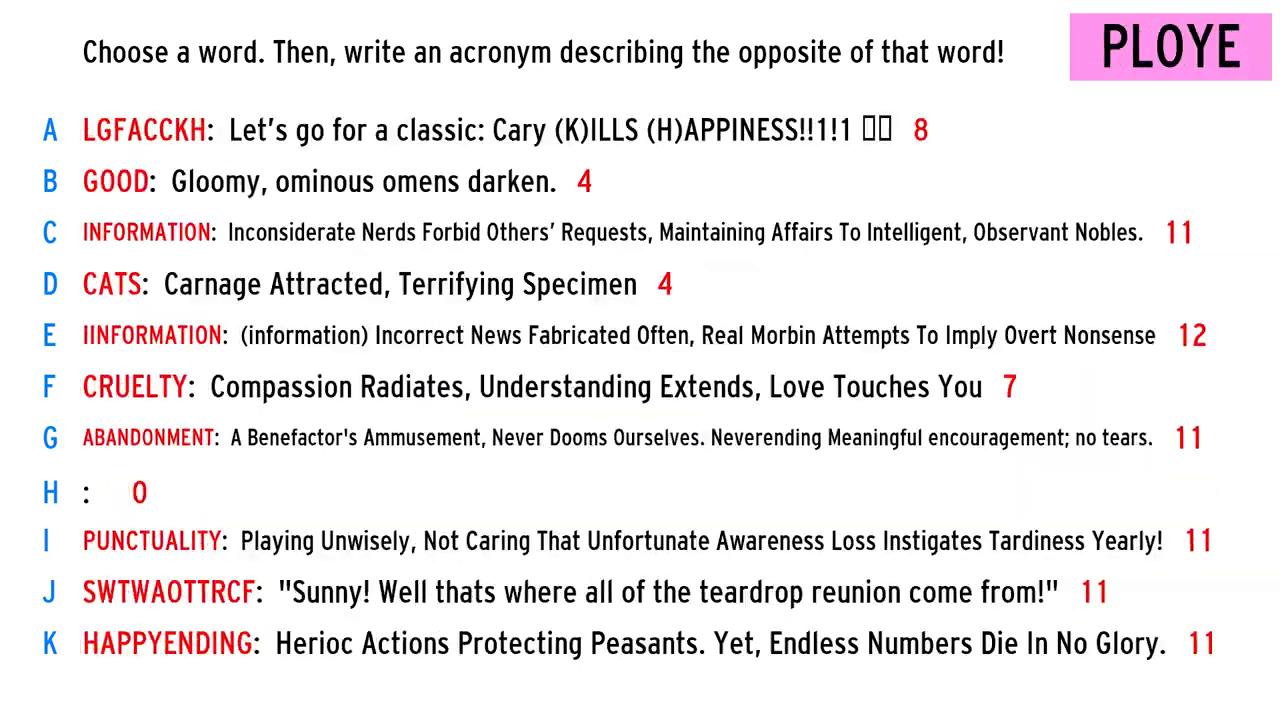 Choose a word. Then, write an acronym describing the opposite of that word!
PLOYE
A LGFACCKH: Let's go for a classic: Cary (K)ILLS (H)APPINESS!!1!1 ▯▯ 8
B GOOD: Gloomy, ominous omens darken. 4
C INFORMATION: Inconsiderate Nerds Forbid Others' Requests, Maintaining Affairs To Intelligent, Observant Nobles. 11
D CATS: Carnage Attracted, Terrifying Specimen 4
E IINFORMATION: (information) Incorrect News Fabricated Often, Real Morbin Attempts To Imply Overt Nonsense 12
F CRUELTY: Compassion Radiates, Understanding Extends, Love Touches You 7
G ABANDONMENT: A Benefactor's Ammusement, Never Dooms Ourselves. Neverending Meaningful encouragement; no tears. 11
H : 0
I PUNCTUALITY: Playing Unwisely, Not Caring That Unfortunate Awareness Loss Instigates Tardiness Yearly! 11
J SWTWAOTTRCF: "Sunny! Well thats where all of the teardrop reunion come from!" 11
K HAPPYENDING: Herioc Actions Protecting Peasants. Yet, Endless Numbers Die In No Glory. 11